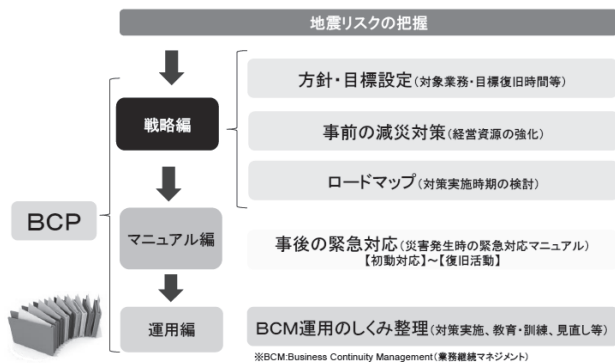 地震リスクの把握
方針・目標設定(対象業務・目標復旧時間等)
戦略編
事前の減災対策(経営資源の強化)
ロードマップ(対策実施時期の検討)
BCP
マニュアル編
事後の緊急対応(災害発生時の緊急対応マニュアル)
【初動対応】~【復旧活動】
運用編
BCM運用のしくみ整理(対策実施、教育・訓練、見直し等)
※BCM:Business Continuity Management(業務継続マネジメント)